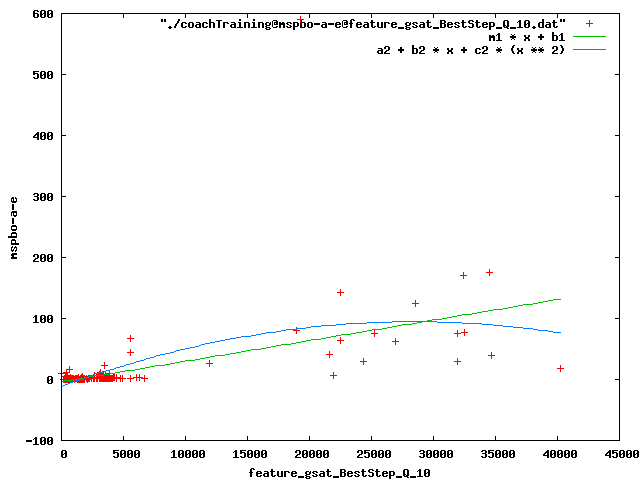 "./coachTraining@mspbo-a-e@feature_gsat_BestStep_Q_10.dat"
m1 * x + b1
a2 + b2 * x + c2 * (x ** 2)
600
500
400
300
200
100
0
-100
mspbo-a-e
0 5000 10000 15000 20000 25000 30000 35000 40000 45000
feature_gsat_BestStep_Q_10